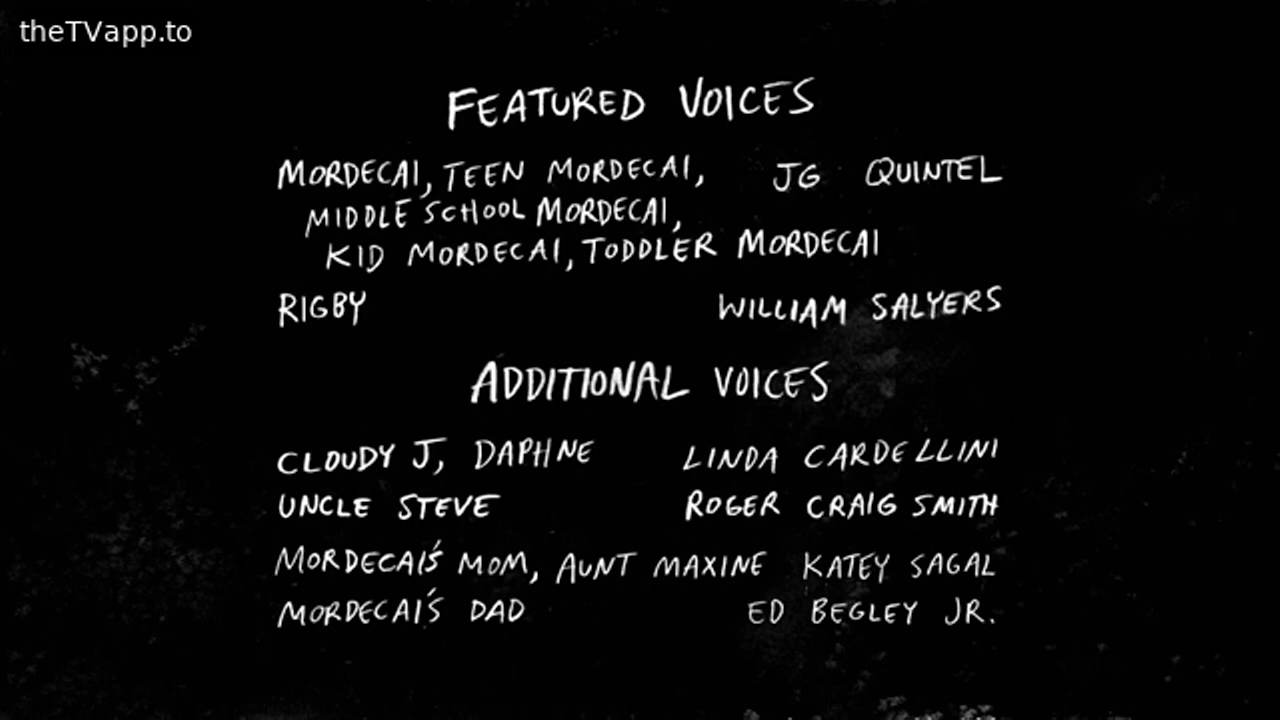 theTVapp.to
FEATURED VOICES
MORDECAI, TEEN MORDECAI, JG QUINTEL
MIDDLE SCHOOL MORDECAI,
KID MORDECAI, TODDLER MORDECAI
RIGBY WILLIAM SALYERS
ADDITIONAL VOICES
CLOUDY J, DAPHNE LINDA CARDELLINI
UNCLE STEVE ROGER CRAIG SMITH
MORDECAI'S MOM, AUNT MAXINE KATEY SAGAL
MORDECAI'S DAD ED BEGLEY JR.